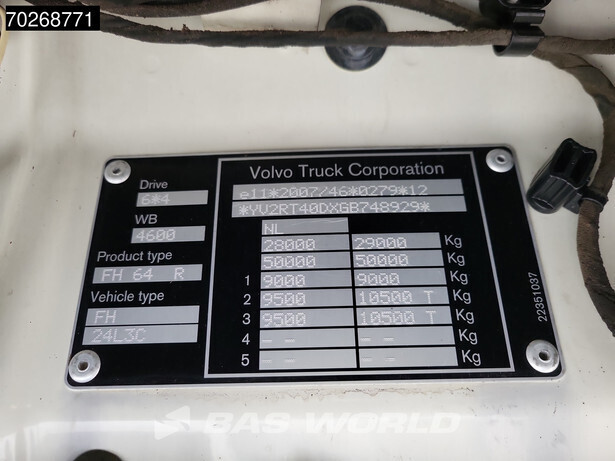 70268771
Volvo Truck Corporation
Drive
6*4
WB
4600
Product type
FH 64 R
Vehicle type
FH
24L3C
e11*2007/46*0279*12
*YV2RT40DXGB748929*
NL
28000 29000 Kg
50000 50000 Kg
1 9000 9000 Kg
2 9500 10500 T Kg
3 9500 10500 T Kg
4 - - - - Kg
5 - - - - Kg
22351037
BAS WORLD